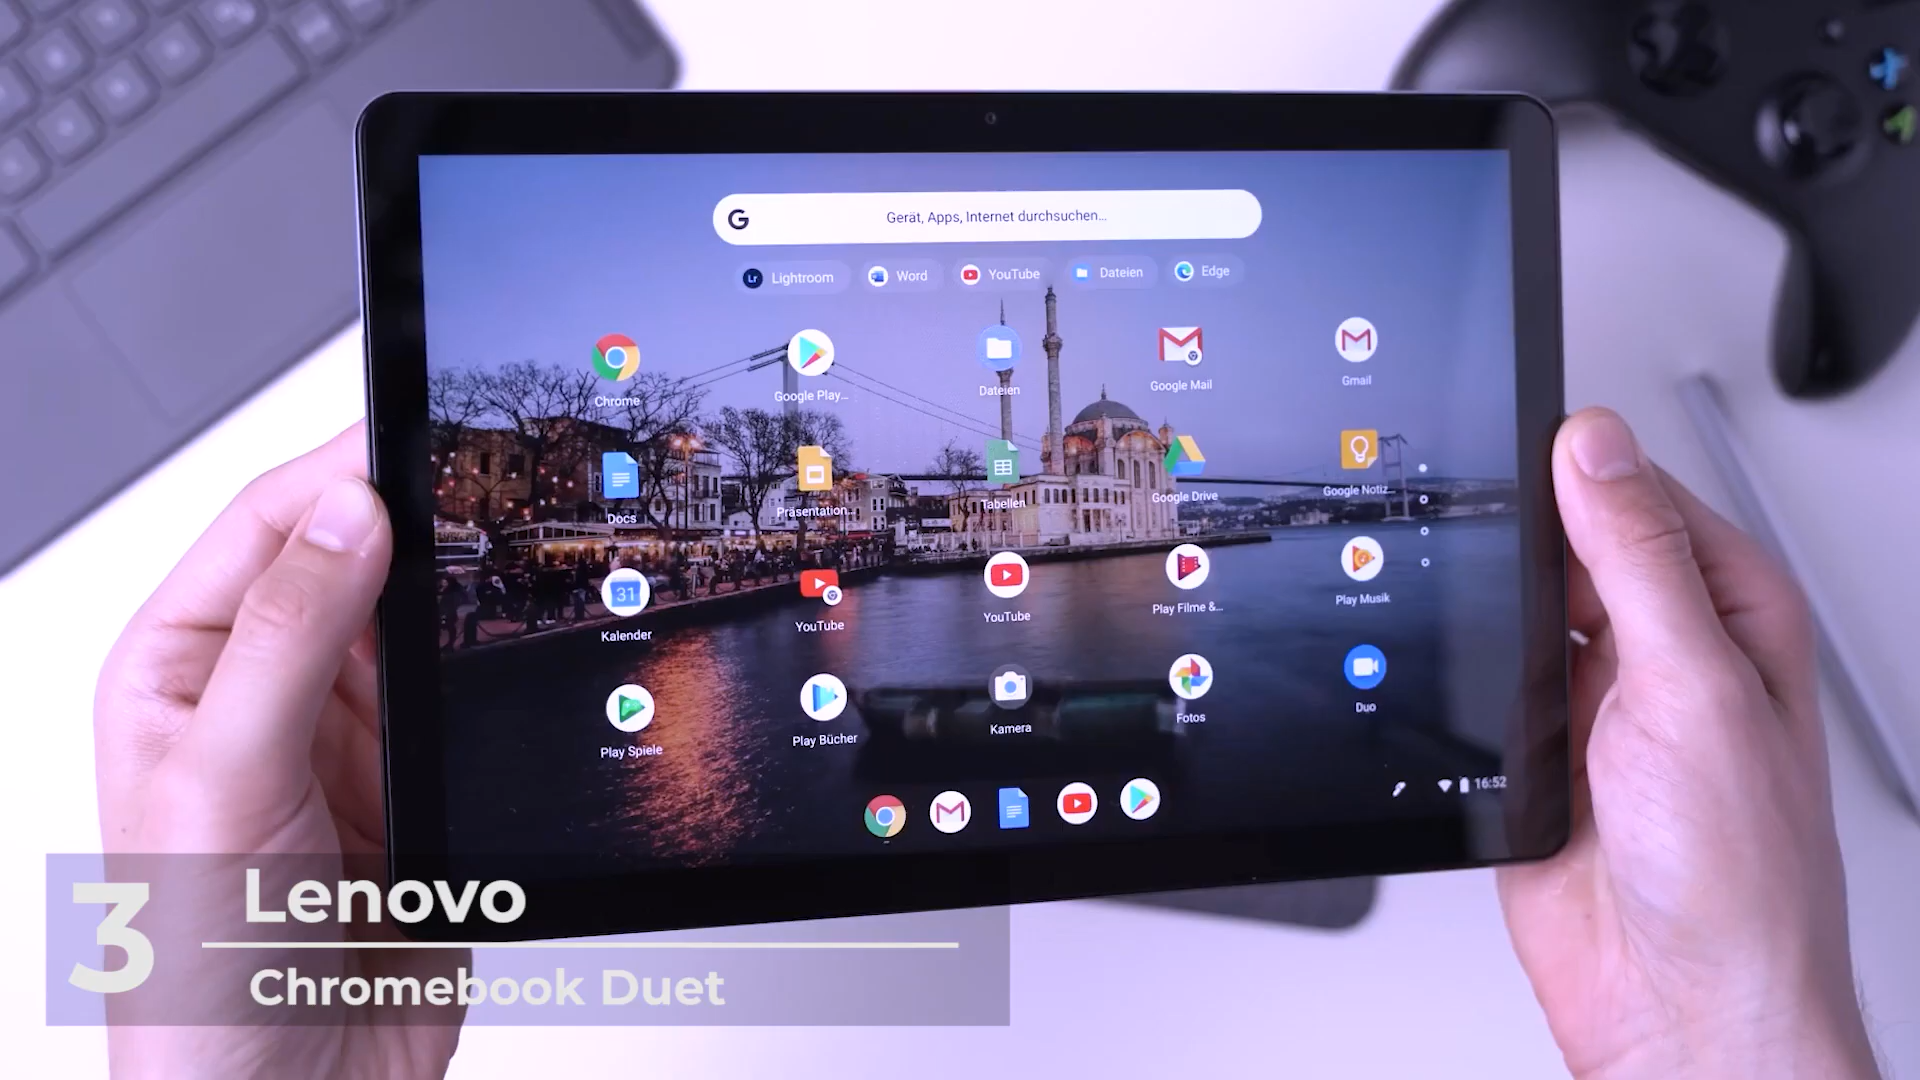 Gerät, Apps, Internet durchsuchen...
Lightroom Word YouTube Dateien Edge
Chrome Google Play... Dateien Google Mail Gmail
Docs Präsentation... Tabellen Google Drive Google Notiz...
31
Kalender YouTube YouTube Play Filme &... Play Musik
Play Spiele Play Bücher Kamera Fotos Duo
16:52
3
Lenovo
Chromebook Duet